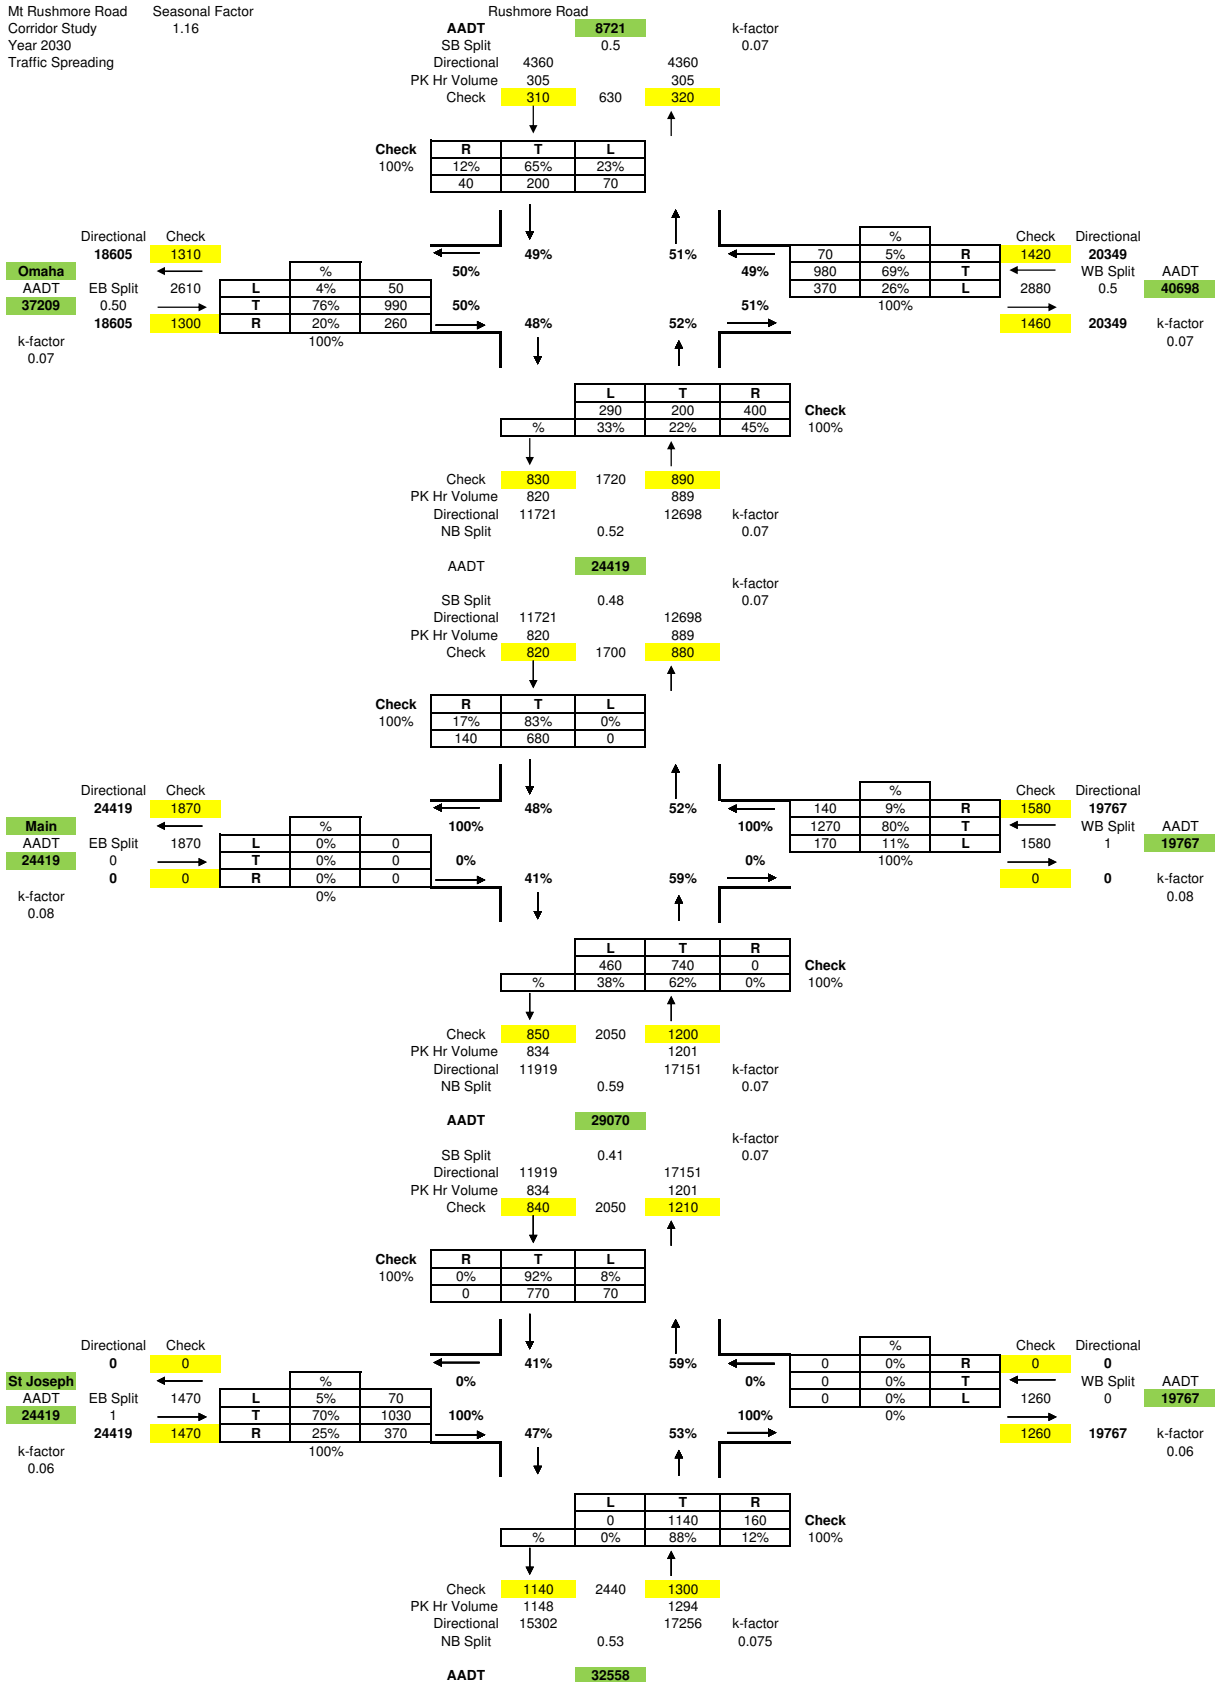 Mt Rushmore Road Seasonal Factor Rushmore Road
Corridor Study 1.16 AADT 8721 k-factor
Year 2030 SB Split 0.5 0.07
Traffic Spreading Directional 4360 4360
PK Hr Volume 305 305
Check 310 630 320
Check R T L
100% 12% 65% 23%
40 200 70
Directional Check % Check Directional
18605 1310 49% 51% 70 5% R 1420 20349
Omaha % 50% 49% 980 69% T WB Split AADT
AADT EB Split 2610 L 4% 50 370 26% L 2880 0.5 40698
37209 0.50 T 76% 990 50% 51% 100%
18605 1300 R 20% 260 48% 52% 1460 20349 k-factor
k-factor 100% 0.07
0.07
L T R
290 200 400 Check
% 33% 22% 45% 100%
Check 830 1720 890
PK Hr Volume 820 889
Directional 11721 12698 k-factor
NB Split 0.52 0.07
AADT 24419
k-factor
SB Split 0.48 0.07
Directional 11721 12698
PK Hr Volume 820 889
Check 820 1700 880
Check R T L
100% 17% 83% 0%
140 680 0
Directional Check % Check Directional
24419 1870 48% 52% 140 9% R 1580 19767
Main % 100% 100% 1270 80% T WB Split AADT
AADT EB Split 1870 L 0% 0 170 11% L 1580 1 19767
24419 0 T 0% 0 0% 0% 100%
0 0 R 0% 0 41% 59% 0 0 k-factor
k-factor 0% 0.08
0.08
L T R
460 740 0 Check
% 38% 62% 0% 100%
Check 850 2050 1200
PK Hr Volume 834 1201
Directional 11919 17151 k-factor
NB Split 0.59 0.07
AADT 29070
k-factor
SB Split 0.41 0.07
Directional 11919 17151
PK Hr Volume 834 1201
Check 840 2050 1210
Check R T L
100% 0% 92% 8%
0 770 70
Directional Check % Check Directional
0 0 41% 59% 0 0% R 0 0
St Joseph % 0% 0% 0 0% T WB Split AADT
AADT EB Split 1470 L 5% 70 0 0% L 1260 0 19767
24419 1 T 70% 1030 100% 100% 0%
24419 1470 R 25% 370 47% 53% 1260 19767 k-factor
k-factor 100% 0.06
0.06
L T R
0 1140 160 Check
% 0% 88% 12% 100%
Check 1140 2440 1300
PK Hr Volume 1148 1294
Directional 15302 17256 k-factor
NB Split 0.53 0.075
AADT 32558